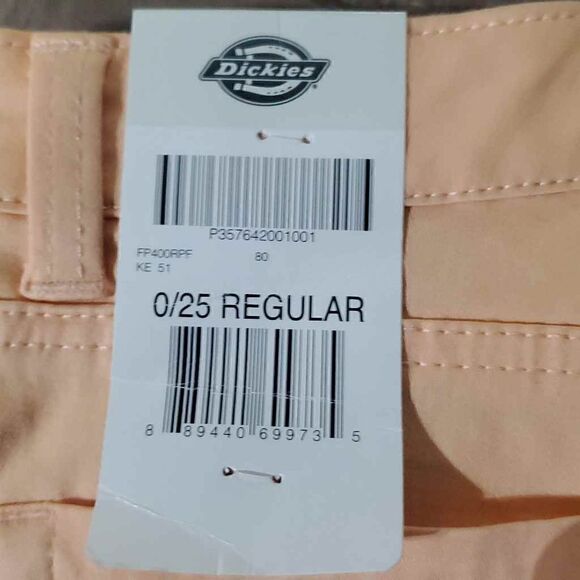 Dickies
P357642001001
FP400RPF 80
KE 51
0/25 REGULAR
8 89440 69973 5